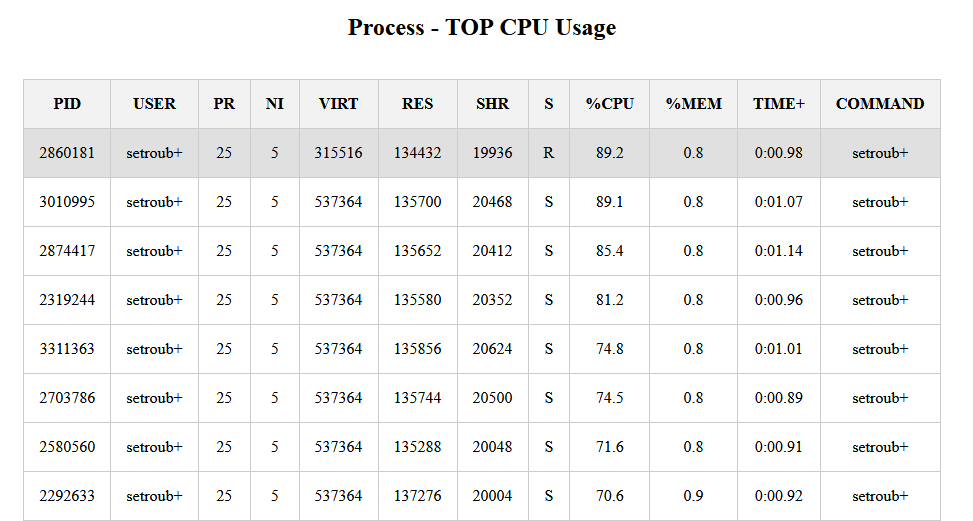 Process - TOP CPU Usage
PID USER PR NI VIRT RES SHR S %CPU %MEM TIME+ COMMAND
2860181 setroub+ 25 5 315516 134432 19936 R 89.2 0.8 0:00.98 setroub+
3010995 setroub+ 25 5 537364 135700 20468 S 89.1 0.8 0:01.07 setroub+
2874417 setroub+ 25 5 537364 135652 20412 S 85.4 0.8 0:01.14 setroub+
2319244 setroub+ 25 5 537364 135580 20352 S 81.2 0.8 0:00.96 setroub+
3311363 setroub+ 25 5 537364 135856 20624 S 74.8 0.8 0:01.01 setroub+
2703786 setroub+ 25 5 537364 135744 20500 S 74.5 0.8 0:00.89 setroub+
2580560 setroub+ 25 5 537364 135288 20048 S 71.6 0.8 0:00.91 setroub+
2292633 setroub+ 25 5 537364 137276 20004 S 70.6 0.9 0:00.92 setroub+